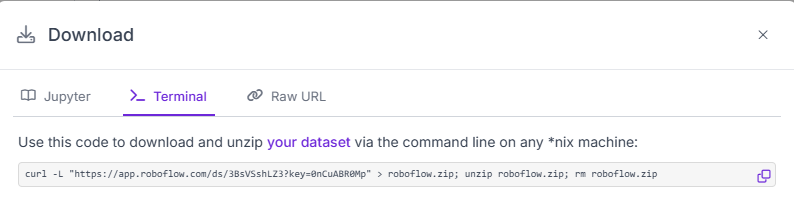 Download
Jupyter
Terminal
Raw URL
Use this code to download and unzip your dataset via the command line on any *nix machine:
curl -L "https://app.roboflow.com/ds/3BsVSshLZ3?key=0nCuABR0Mp" > roboflow.zip; unzip roboflow.zip; rm roboflow.zip